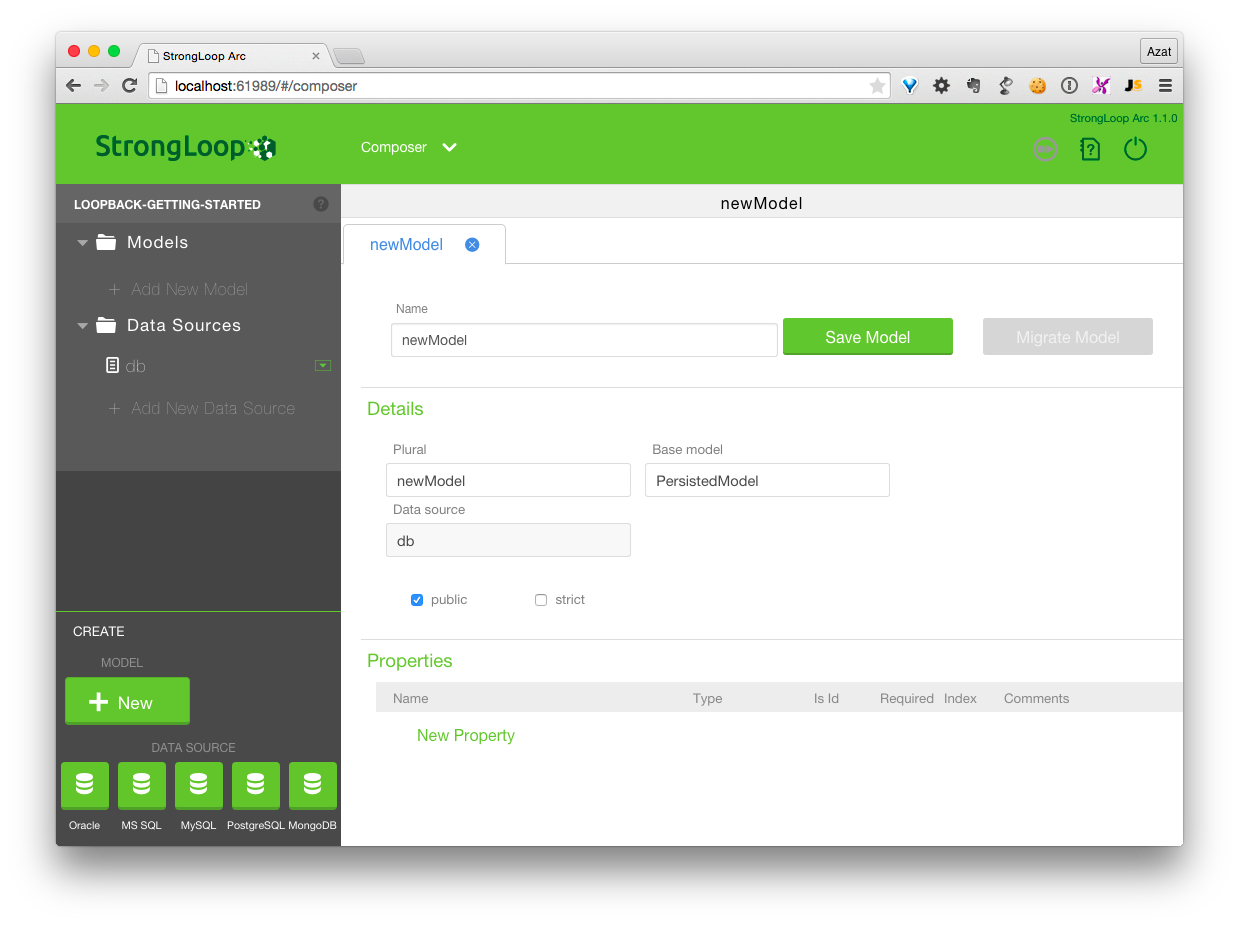 StrongLoop Arc
Azat
localhost:61989/#/composer
JS
StrongLoop Arc 1.1.0
StrongLoop
Composer
LOOPBACK-GETTING-STARTED
?
newModel
Models
newModel
+ Add New Model
Name
Data Sources
newModel
Save Model
Migrate Model
db
+ Add New Data Source
Details
Plural
Base model
newModel
PersistedModel
Data source
db
public
strict
CREATE
MODEL
Properties
+ New
Name Type Is Id Required Index Comments
New Property
DATA SOURCE
Oracle MS SQL MySQL PostgreSQL MongoDB